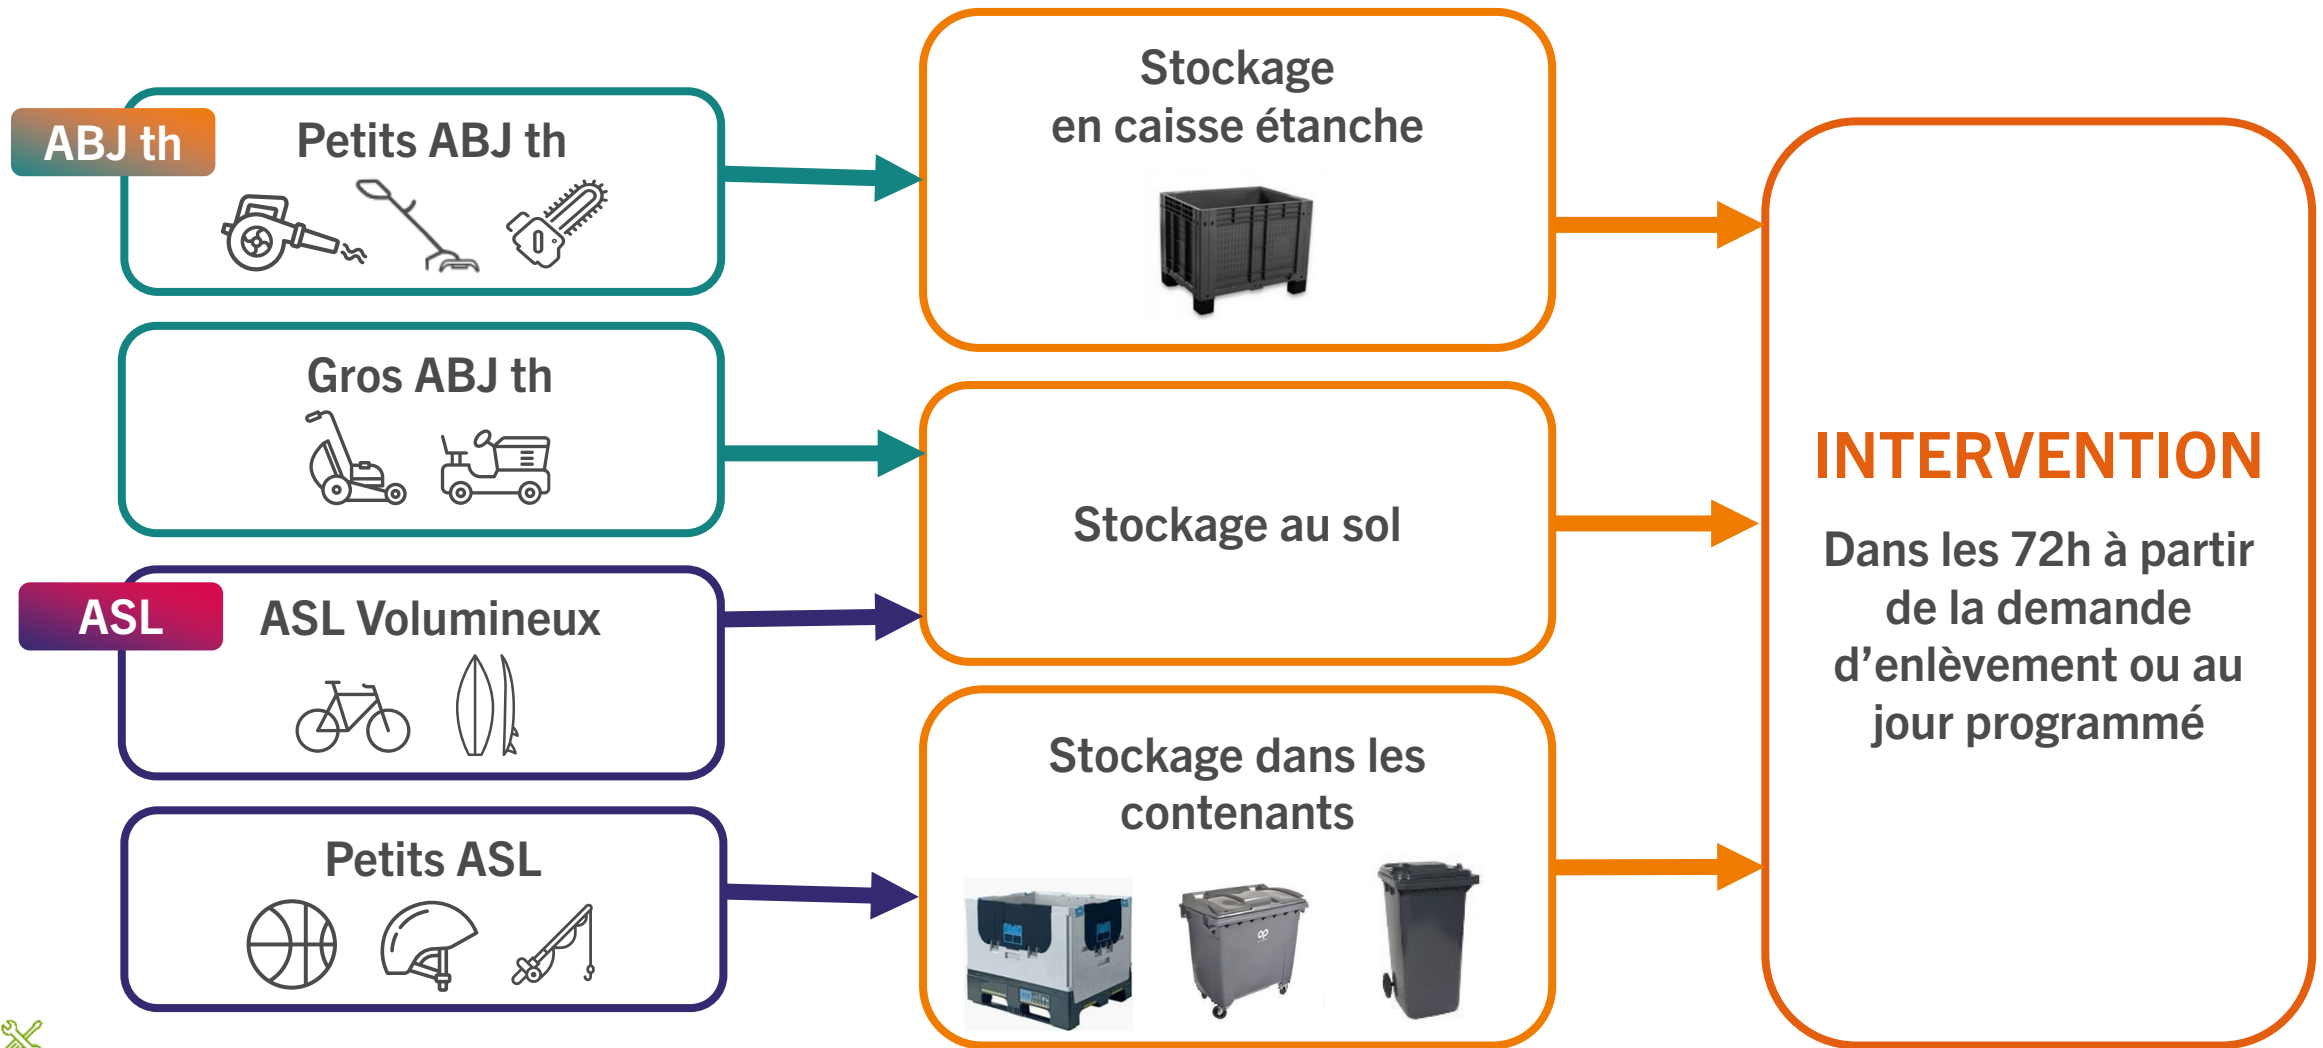 ABJ th
Petits ABJ th
Gros ABJ th
ASL
ASL Volumineux
Petits ASL
Stockage
en caisse étanche
Stockage au sol
Stockage dans les
contenants
INTERVENTION
Dans les 72h à partir
de la demande
d’enlèvement ou au
jour programmé